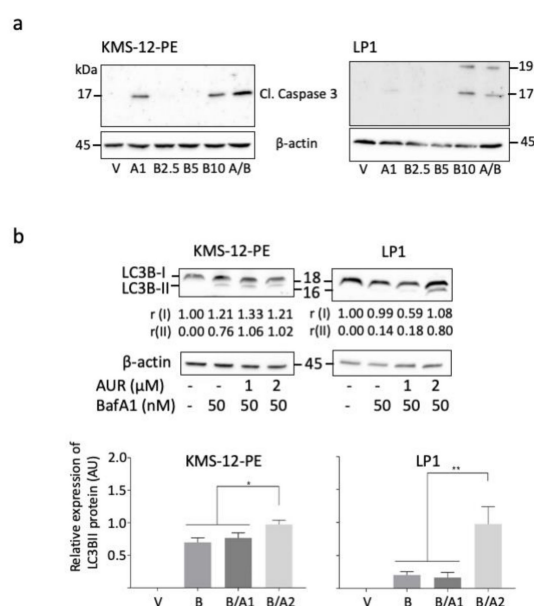 a
KMS-12-PE LP1
kDa
17 Cl. Caspase 3 19
17
45 β-actin 45
V A1 B2.5 B5 B10 A/B V A1 B2.5 B5 B10 A/B
b
KMS-12-PE LP1
LC3B-I 18
LC3B-II 16
r (I) 1.00 1.21 1.33 1.21 r (I) 1.00 0.99 0.59 1.08
r(II) 0.00 0.76 1.06 1.02 r(II) 0.00 0.14 0.18 0.80
β-actin 45
AUR (μM) - - 1 2 - - 1 2
BafA1 (nM) - 50 50 50 - 50 50 50
KMS-12-PE LP1
Relative expression of
LC3BII protein (AU)
2.0
1.5
1.0
0.5
* **
V B B/A1 B/A2 V B B/A1 B/A2